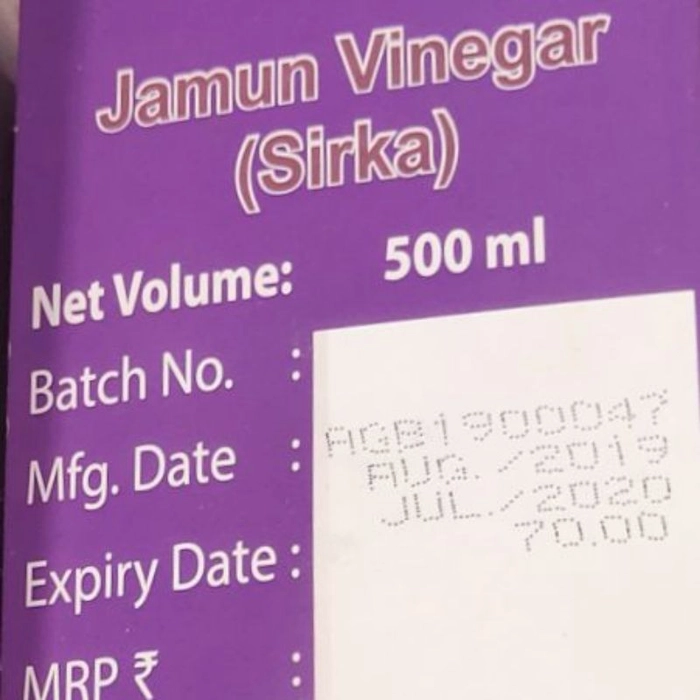 Jamun Vinegar
(Sirka)
Net Volume: 500 ml
Batch No. :
AGB1900047
Mfg. Date :
AUG. /2019
JUL /2020
70.00
Expiry Date :
MRP ₹ :